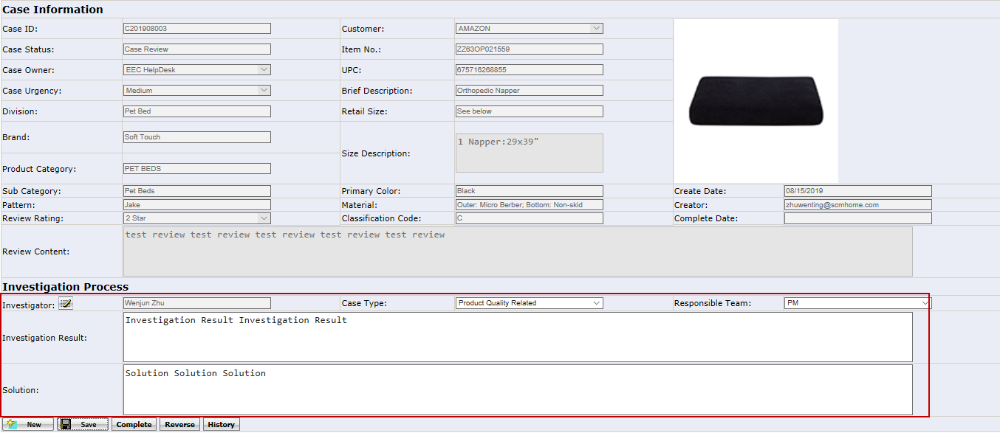 Case Information
Case ID: C201908003 Customer: AMAZON
Case Status: Case Review Item No.: ZZ63OP021559
Case Owner: EEC HelpDesk UPC: 675716268855
Case Urgency: Medium Brief Description: Orthopedic Napper
Division: Pet Bed Retail Size: See below
Brand: Soft Touch
Size Description: 1 Napper:29x39"
Product Category: PET BEDS
Sub Category: Pet Beds Primary Color: Black Create Date: 08/15/2019
Pattern: Jake Material: Outer: Micro Berber; Bottom: Non-skid Creator: zhuwenting@scmhome.com
Review Rating: 2 Star Classification Code: C Complete Date:
Review Content: test review test review test review test review test review
Investigation Process
Investigator: Wenjun Zhu Case Type: Product Quality Related Responsible Team: PM
Investigation Result: Investigation Result Investigation Result
Solution: Solution Solution Solution
New Save Complete Reverse History